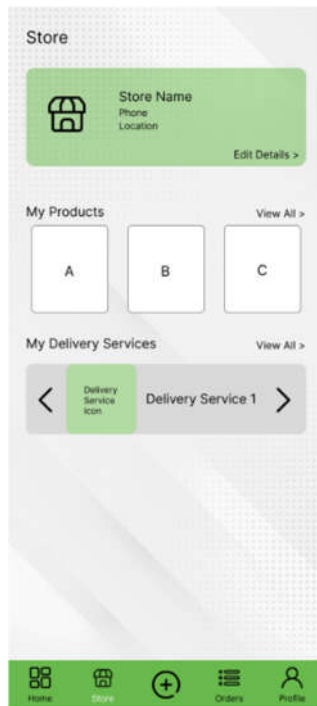 Store
Store Name
Phone
Location
Edit Details >
My Products
View All >
A
B
C
My Delivery Services
View All >
Delivery
Service
Icon
Delivery Service 1
Home
Store
Orders
Profile